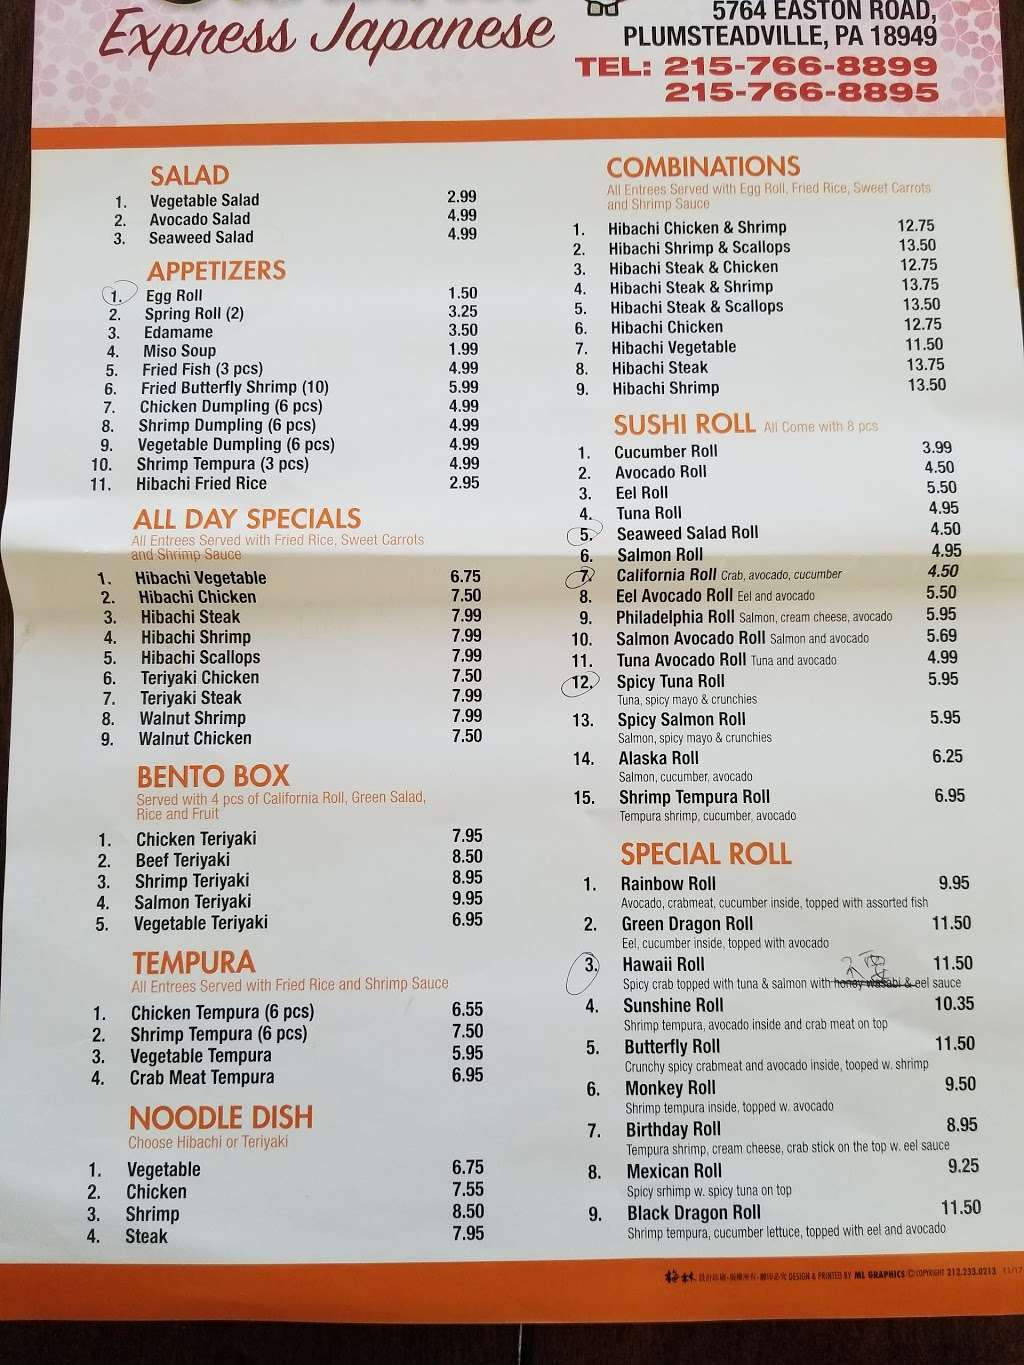 Express Japanese
5764 EASTON ROAD,
PLUMSTEADVILLE, PA 18949
TEL: 215-766-8899
215-766-8895
SALAD
1. Vegetable Salad 2.99
2. Avocado Salad 4.99
3. Seaweed Salad 4.99
APPETIZERS
1. Egg Roll 1.50
2. Spring Roll (2) 3.25
3. Edamame 3.50
4. Miso Soup 1.99
5. Fried Fish (3 pcs) 4.99
6. Fried Butterfly Shrimp (10) 5.99
7. Chicken Dumpling (6 pcs) 4.99
8. Shrimp Dumpling (6 pcs) 4.99
9. Vegetable Dumpling (6 pcs) 4.99
10. Shrimp Tempura (3 pcs) 4.99
11. Hibachi Fried Rice 2.95
ALL DAY SPECIALS
All Entrees Served with Fried Rice, Sweet Carrots
and Shrimp Sauce
1. Hibachi Vegetable 6.75
2. Hibachi Chicken 7.50
3. Hibachi Steak 7.99
4. Hibachi Shrimp 7.99
5. Hibachi Scallops 7.99
6. Teriyaki Chicken 7.50
7. Teriyaki Steak 7.99
8. Walnut Shrimp 7.99
9. Walnut Chicken 7.50
BENTO BOX
Served with 4 pcs of California Roll, Green Salad,
Rice and Fruit
1. Chicken Teriyaki 7.95
2. Beef Teriyaki 8.50
3. Shrimp Teriyaki 8.95
4. Salmon Teriyaki 9.95
5. Vegetable Teriyaki 6.95
TEMPURA
All Entrees Served with Fried Rice and Shrimp Sauce
1. Chicken Tempura (6 pcs) 6.55
2. Shrimp Tempura (6 pcs) 7.50
3. Vegetable Tempura 5.95
4. Crab Meat Tempura 6.95
NOODLE DISH
Choose Hibachi or Teriyaki
1. Vegetable 6.75
2. Chicken 7.55
3. Shrimp 8.50
4. Steak 7.95
COMBINATIONS
All Entrees Served with Egg Roll, Fried Rice, Sweet Carrots
and Shrimp Sauce
1. Hibachi Chicken & Shrimp 12.75
2. Hibachi Shrimp & Scallops 13.50
3. Hibachi Steak & Chicken 12.75
4. Hibachi Steak & Shrimp 13.75
5. Hibachi Steak & Scallops 13.50
6. Hibachi Chicken 12.75
7. Hibachi Vegetable 11.50
8. Hibachi Steak 13.75
9. Hibachi Shrimp 13.50
SUSHI ROLL All Come with 8 pcs
1. Cucumber Roll 3.99
2. Avocado Roll 4.50
3. Eel Roll 5.50
4. Tuna Roll 4.95
5. Seaweed Salad Roll 4.50
6. Salmon Roll 4.95
7. California Roll Crab, avocado, cucumber 4.50
8. Eel Avocado Roll Eel and avocado 5.50
9. Philadelphia Roll Salmon, cream cheese, avocado 5.95
10. Salmon Avocado Roll Salmon and avocado 5.69
11. Tuna Avocado Roll Tuna and avocado 4.99
12. Spicy Tuna Roll 5.95
Tuna, spicy mayo & crunchies
13. Spicy Salmon Roll 5.95
Salmon, spicy mayo & crunchies
14. Alaska Roll 6.25
Salmon, cucumber, avocado
15. Shrimp Tempura Roll 6.95
Tempura shrimp, cucumber, avocado
SPECIAL ROLL
1. Rainbow Roll 9.95
Avocado, crabmeat, cucumber inside, topped with assorted fish
2. Green Dragon Roll 11.50
Eel, cucumber inside, topped with avocado
3. Hawaii Roll 11.50
Spicy crab topped with tuna & salmon with honey wasabi & eel sauce
4. Sunshine Roll 10.35
Shrimp tempura, avocado inside and crab meat on top
5. Butterfly Roll 11.50
Crunchy spicy crabmeat and avocado inside, tooped w. shrimp
6. Monkey Roll 9.50
Shrimp tempura inside, topped w. avocado
7. Birthday Roll 8.95
Tempura shrimp, cream cheese, crab stick on the top w. eel sauce
8. Mexican Roll 9.25
Spicy srhimp w. spicy tuna on top
9. Black Dragon Roll 11.50
Shrimp tempura, cucumber lettuce, topped with eel and avocado
DESIGN & PRINTED BY ML GRAPHICS © COPYRIGHT 212.233.0213 11/17